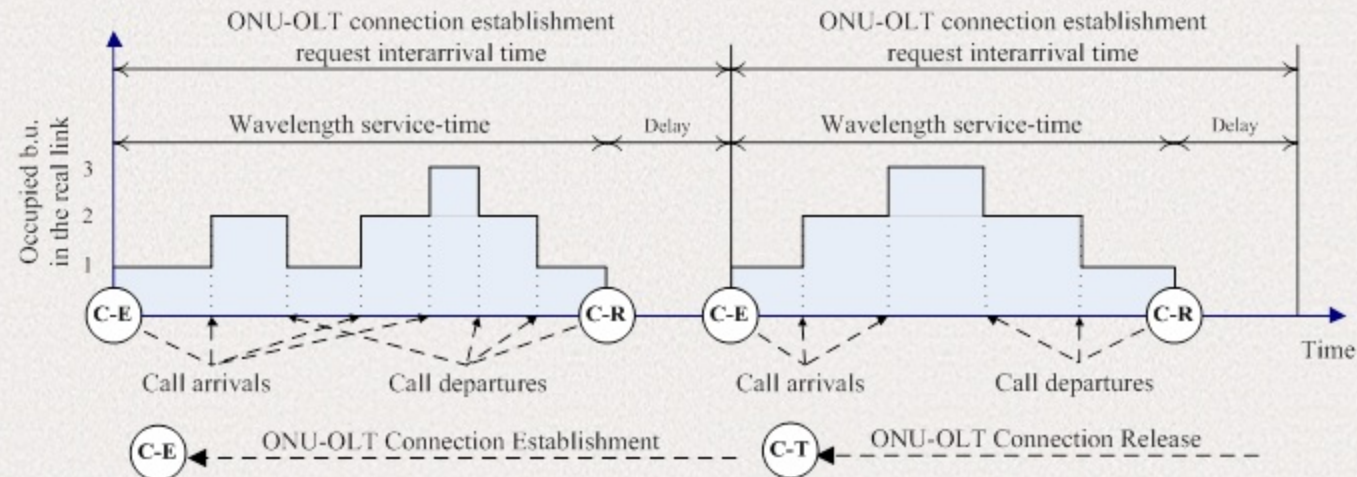 ONU-OLT connection establishment
request interarrival time
ONU-OLT connection establishment
request interarrival time
Wavelength service-time
Delay
Wavelength service-time
Delay
Occupied b.u.
in the real link
3
2
1
C-E
C-R
C-E
C-R
Time
Call arrivals
Call departures
Call arrivals
Call departures
C-E
ONU-OLT Connection Establishment
C-T
ONU-OLT Connection Release